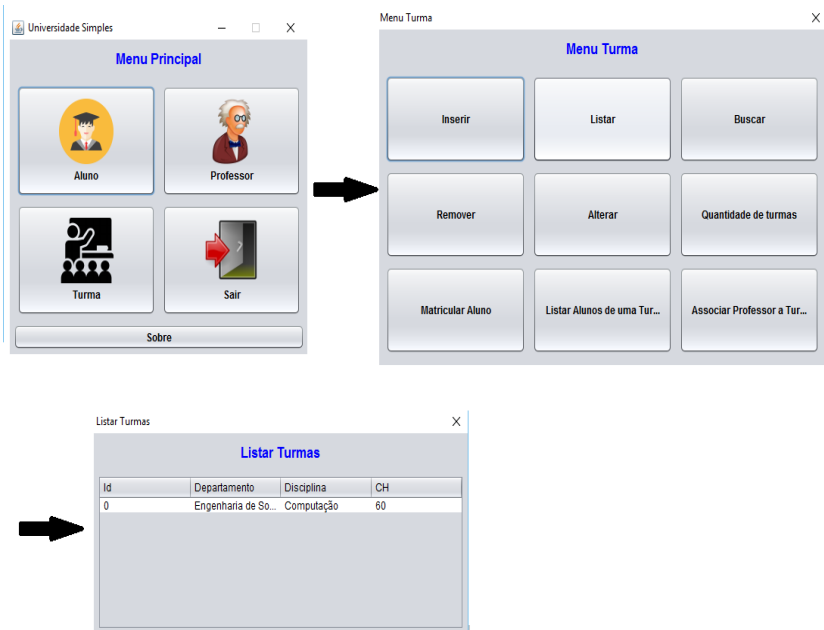 Universidade Simples
Menu Principal
Aluno
Professor
Turma
Sair
Sobre
Menu Turma
Menu Turma
Inserir
Listar
Buscar
Remover
Alterar
Quantidade de turmas
Matricular Aluno
Listar Alunos de uma Tur...
Associar Professor a Tur...
Listar Turmas
Listar Turmas
Id Departamento Disciplina CH
0 Engenharia de So... Computação 60